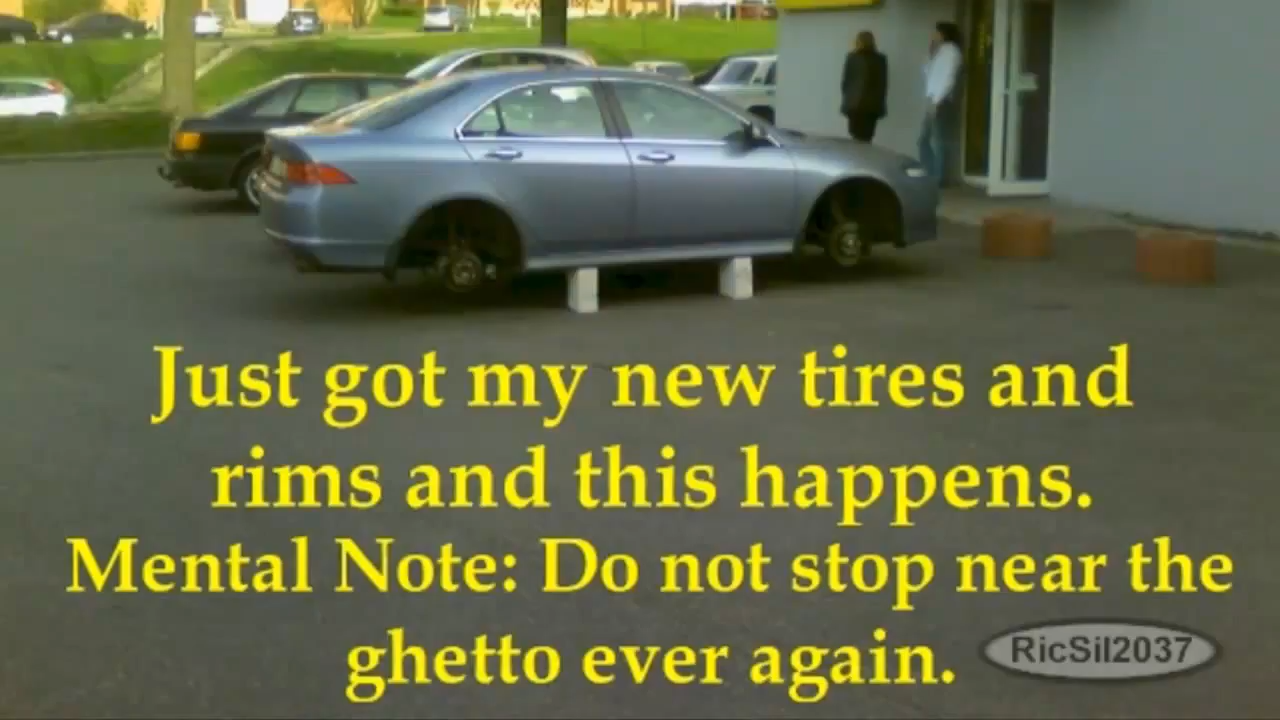 Just got my new tires and
rims and this happens.
Mental Note: Do not stop near the
ghetto ever again.
RicSil2037